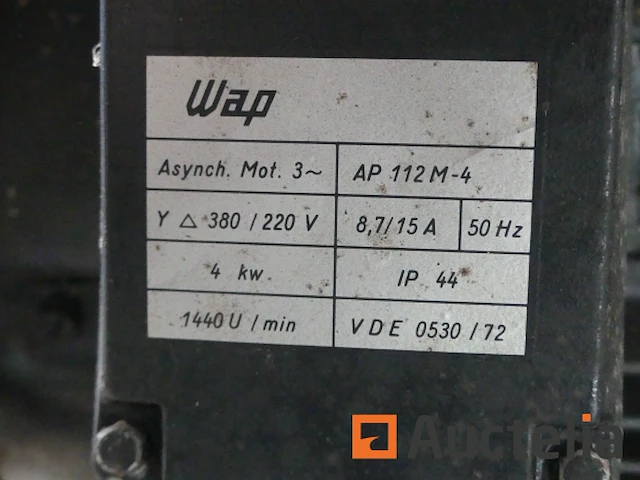 Wap
Asynch. Mot. 3~ AP 112 M-4
Y △ 380 / 220 V 8,7/15 A 50 Hz
4 kw IP 44
1440 U / min VDE 0530 / 72
Auctelia